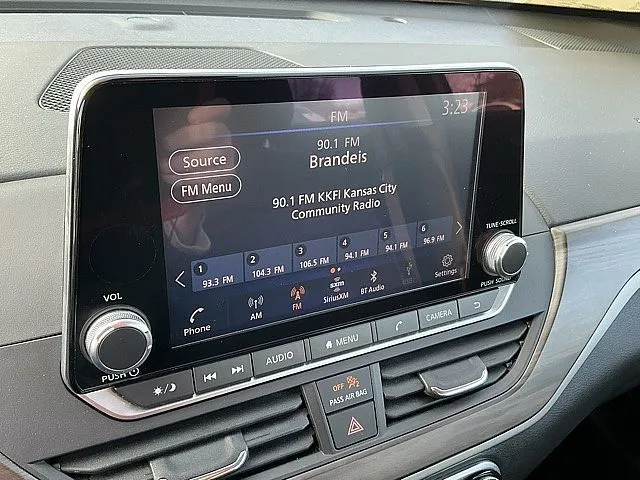 FM
3:23
90.1 FM
Brandeis
Source
FM Menu
90.1 FM KKFI Kansas City
Community Radio
1
93.3 FM
2
104.3 FM
3
106.5 FM
4
94.1 FM
5
94.1 FM
6
96.9 FM
Phone
AM
FM
sxm
SiriusXM
BT Audio
Settings
VOL
PUSH
TUNE·SCROLL
PUSH SOUND
AUDIO
MENU
CAMERA
OFF
PASS AIR BAG